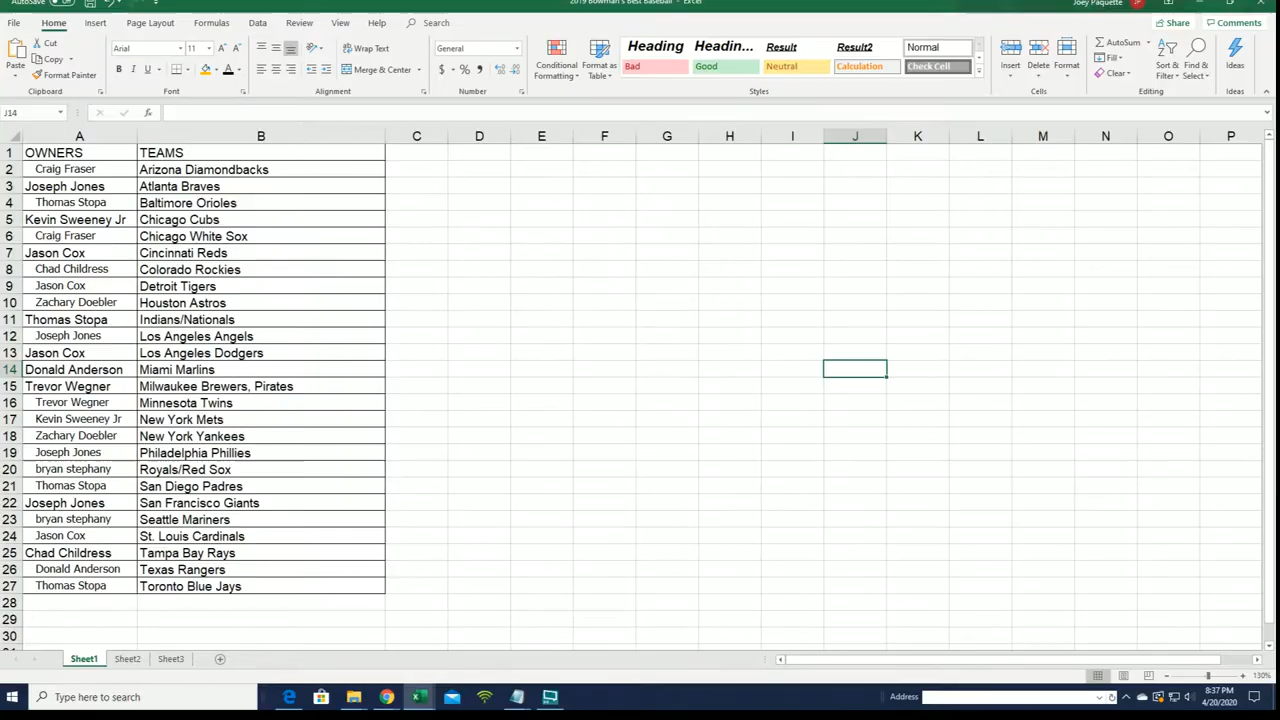 AutoSave Off 2019 Bowman's Best Baseball - Excel Joey Paquette JP
File Home Insert Page Layout Formulas Data Review View Help Search Share Comments
Paste Cut Copy Format Painter Clipboard
Arial 11 A A B I U A Font
Wrap Text Merge & Center Alignment
General $ % , Number
Conditional Formatting Format as Table
Heading Headin... Result Result2 Normal
Bad Good Neutral Calculation Check Cell
Styles
Insert Delete Format Cells
AutoSum Fill Clear Sort & Filter Find & Select Editing
Ideas Ideas
J14 fx
A B C D E F G H I J K L M N O P
1 OWNERS TEAMS
2 Craig Fraser Arizona Diamondbacks
3 Joseph Jones Atlanta Braves
4 Thomas Stopa Baltimore Orioles
5 Kevin Sweeney Jr Chicago Cubs
6 Craig Fraser Chicago White Sox
7 Jason Cox Cincinnati Reds
8 Chad Childress Colorado Rockies
9 Jason Cox Detroit Tigers
10 Zachary Doebler Houston Astros
11 Thomas Stopa Indians/Nationals
12 Joseph Jones Los Angeles Angels
13 Jason Cox Los Angeles Dodgers
14 Donald Anderson Miami Marlins
15 Trevor Wegner Milwaukee Brewers, Pirates
16 Trevor Wegner Minnesota Twins
17 Kevin Sweeney Jr New York Mets
18 Zachary Doebler New York Yankees
19 Joseph Jones Philadelphia Phillies
20 bryan stephany Royals/Red Sox
21 Thomas Stopa San Diego Padres
22 Joseph Jones San Francisco Giants
23 bryan stephany Seattle Mariners
24 Jason Cox St. Louis Cardinals
25 Chad Childress Tampa Bay Rays
26 Donald Anderson Texas Rangers
27 Thomas Stopa Toronto Blue Jays
28
29
30
Sheet1 Sheet2 Sheet3
130%
Type here to search Address 8:37 PM
4/20/2020